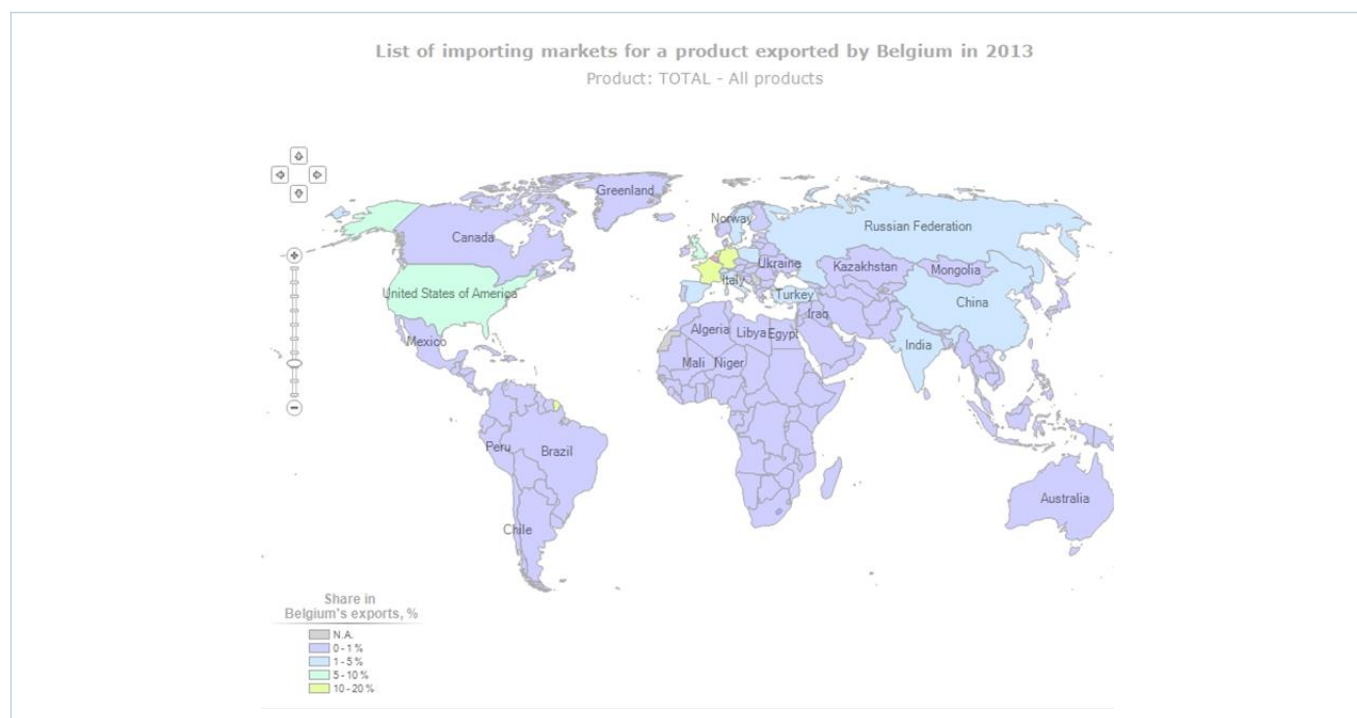 List of importing markets for a product exported by Belgium in 2013
Product: TOTAL - All products
Greenland
Norway
Russian Federation
Canada
Ukraine
Kazakhstan
Mongolia
Italy
United States of America
Turkey
China
Iraq
Algeria
Libya
Egypt
Mexico
India
Mali
Niger
Peru
Brazil
Australia
Chile
Share in
Belgium's exports, %
N.A.
0 - 1 %
1 - 5 %
5 - 10 %
10 - 20 %